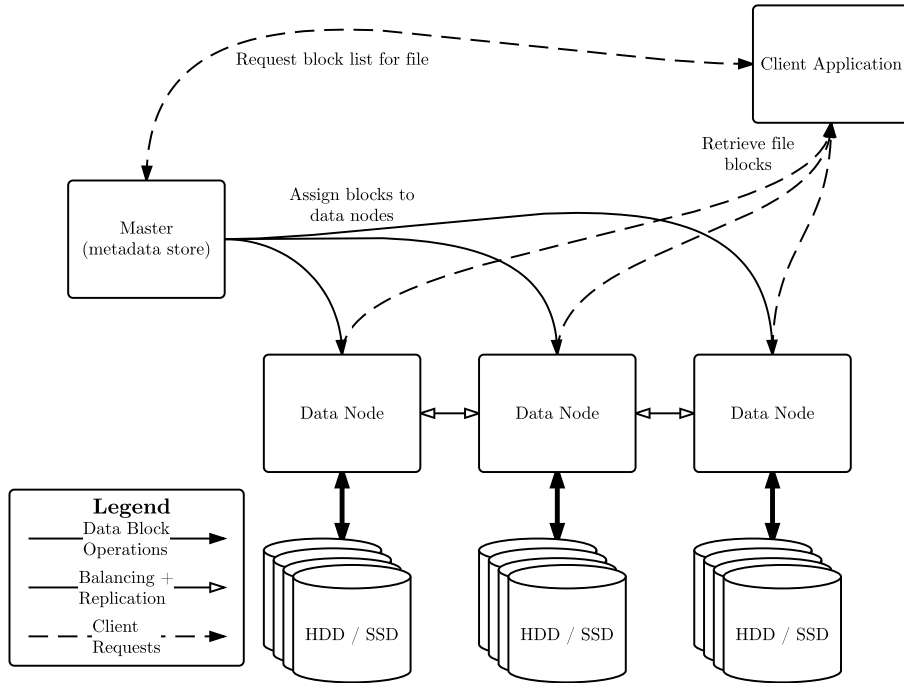 Request block list for file
Client Application
Retrieve file
blocks
Assign blocks to
data nodes
Master
(metadata store)
Data Node
Data Node
Data Node
Legend
Data Block
Operations
Balancing +
Replication
Client
Requests
HDD / SSD
HDD / SSD
HDD / SSD